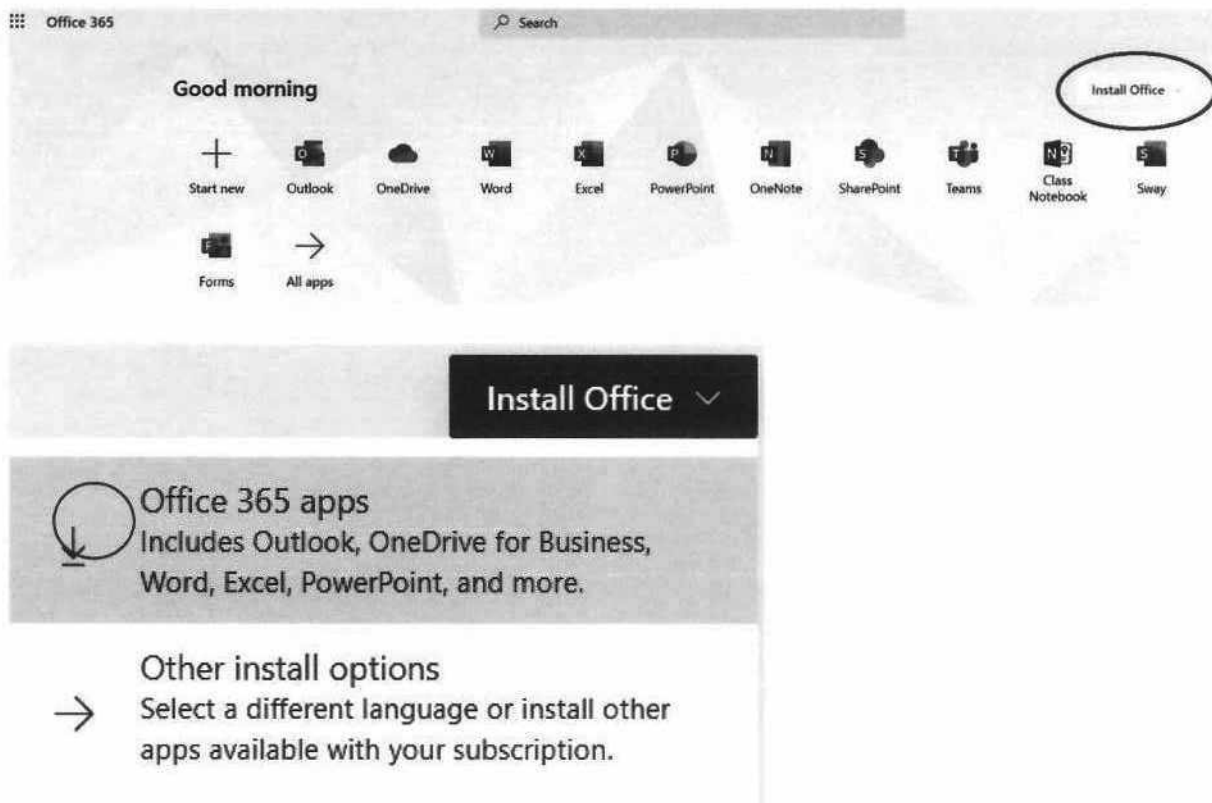 Office 365
Search
Good morning
Install Office
Start new
Outlook
OneDrive
Word
Excel
PowerPoint
OneNote
SharePoint
Teams
Class
Notebook
Sway
Forms
All apps
Install Office
Office 365 apps
Includes Outlook, OneDrive for Business,
Word, Excel, PowerPoint, and more.
Other install options
Select a different language or install other
apps available with your subscription.